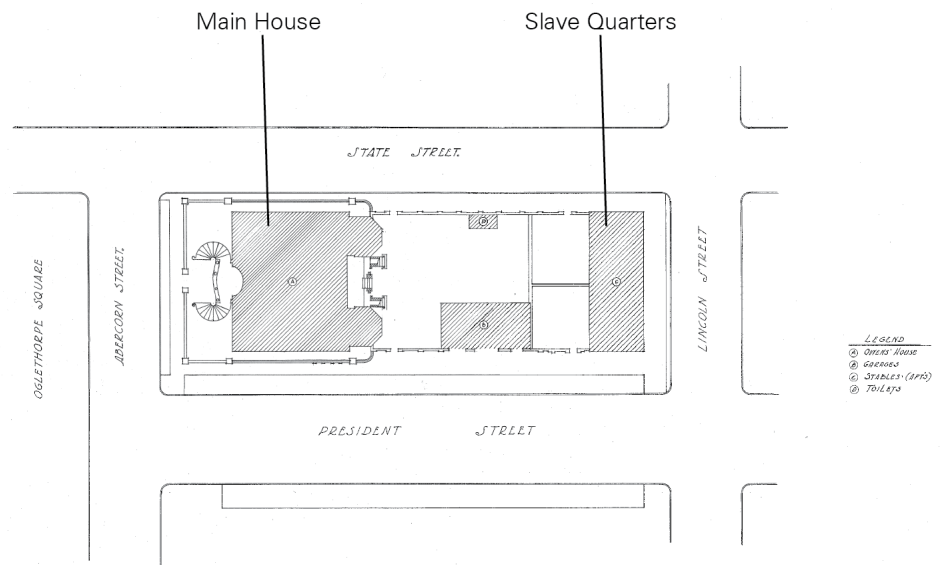 Main House
Slave Quarters
STATE STREET.
OGLETHORPE SQUARE
ABERCORN STREET.
LINCOLN STREET
PRESIDENT STREET
A
B
C
D
LEGEND
A OWENS' HOUSE
B GARAGES
C STABLES-(APT'S)
D TOILETS